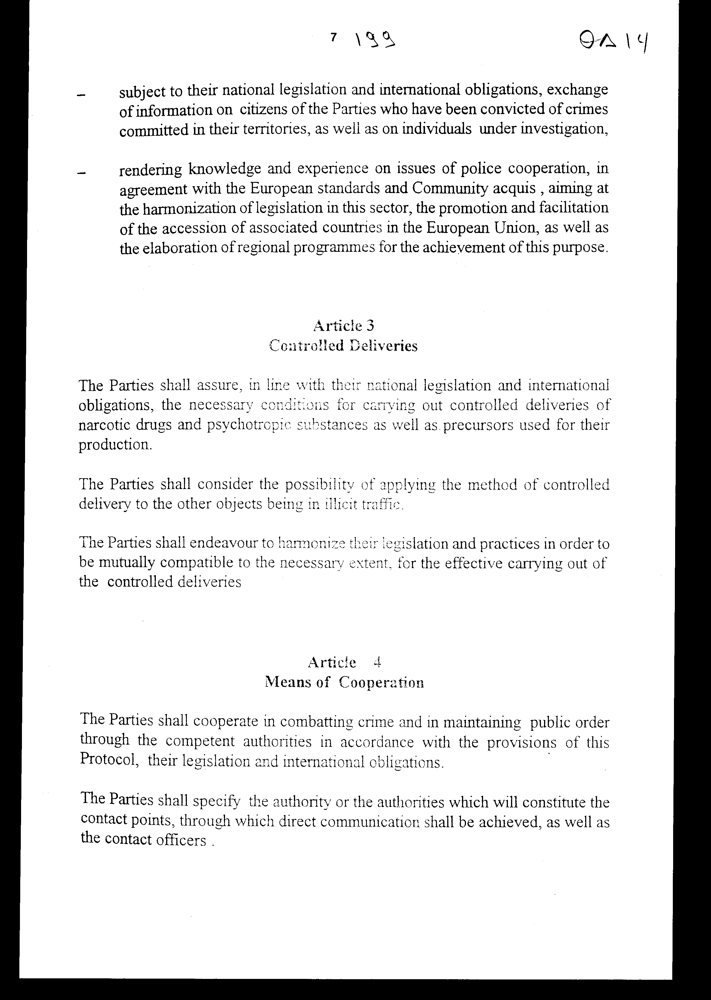 7 199 ΘΔ14
– subject to their national legislation and international obligations, exchange
of information on citizens of the Parties who have been convicted of crimes
committed in their territories, as well as on individuals under investigation,
– rendering knowledge and experience on issues of police cooperation, in
agreement with the European standards and Community acquis , aiming at
the harmonization of legislation in this sector, the promotion and facilitation
of the accession of associated countries in the European Union, as well as
the elaboration of regional programmes for the achievement of this purpose.
Article 3
Controlled Deliveries
The Parties shall assure, in line with their national legislation and international
obligations, the necessary conditions for carrying out controlled deliveries of
narcotic drugs and psychotropic substances as well as precursors used for their
production.
The Parties shall consider the possibility of applying the method of controlled
delivery to the other objects being in illicit traffic.
The Parties shall endeavour to harmonize their legislation and practices in order to
be mutually compatible to the necessary extent, for the effective carrying out of
the controlled deliveries
Article 4
Means of Cooperation
The Parties shall cooperate in combatting crime and in maintaining public order
through the competent authorities in accordance with the provisions of this
Protocol, their legislation and international obligations.
The Parties shall specify the authority or the authorities which will constitute the
contact points, through which direct communication shall be achieved, as well as
the contact officers .